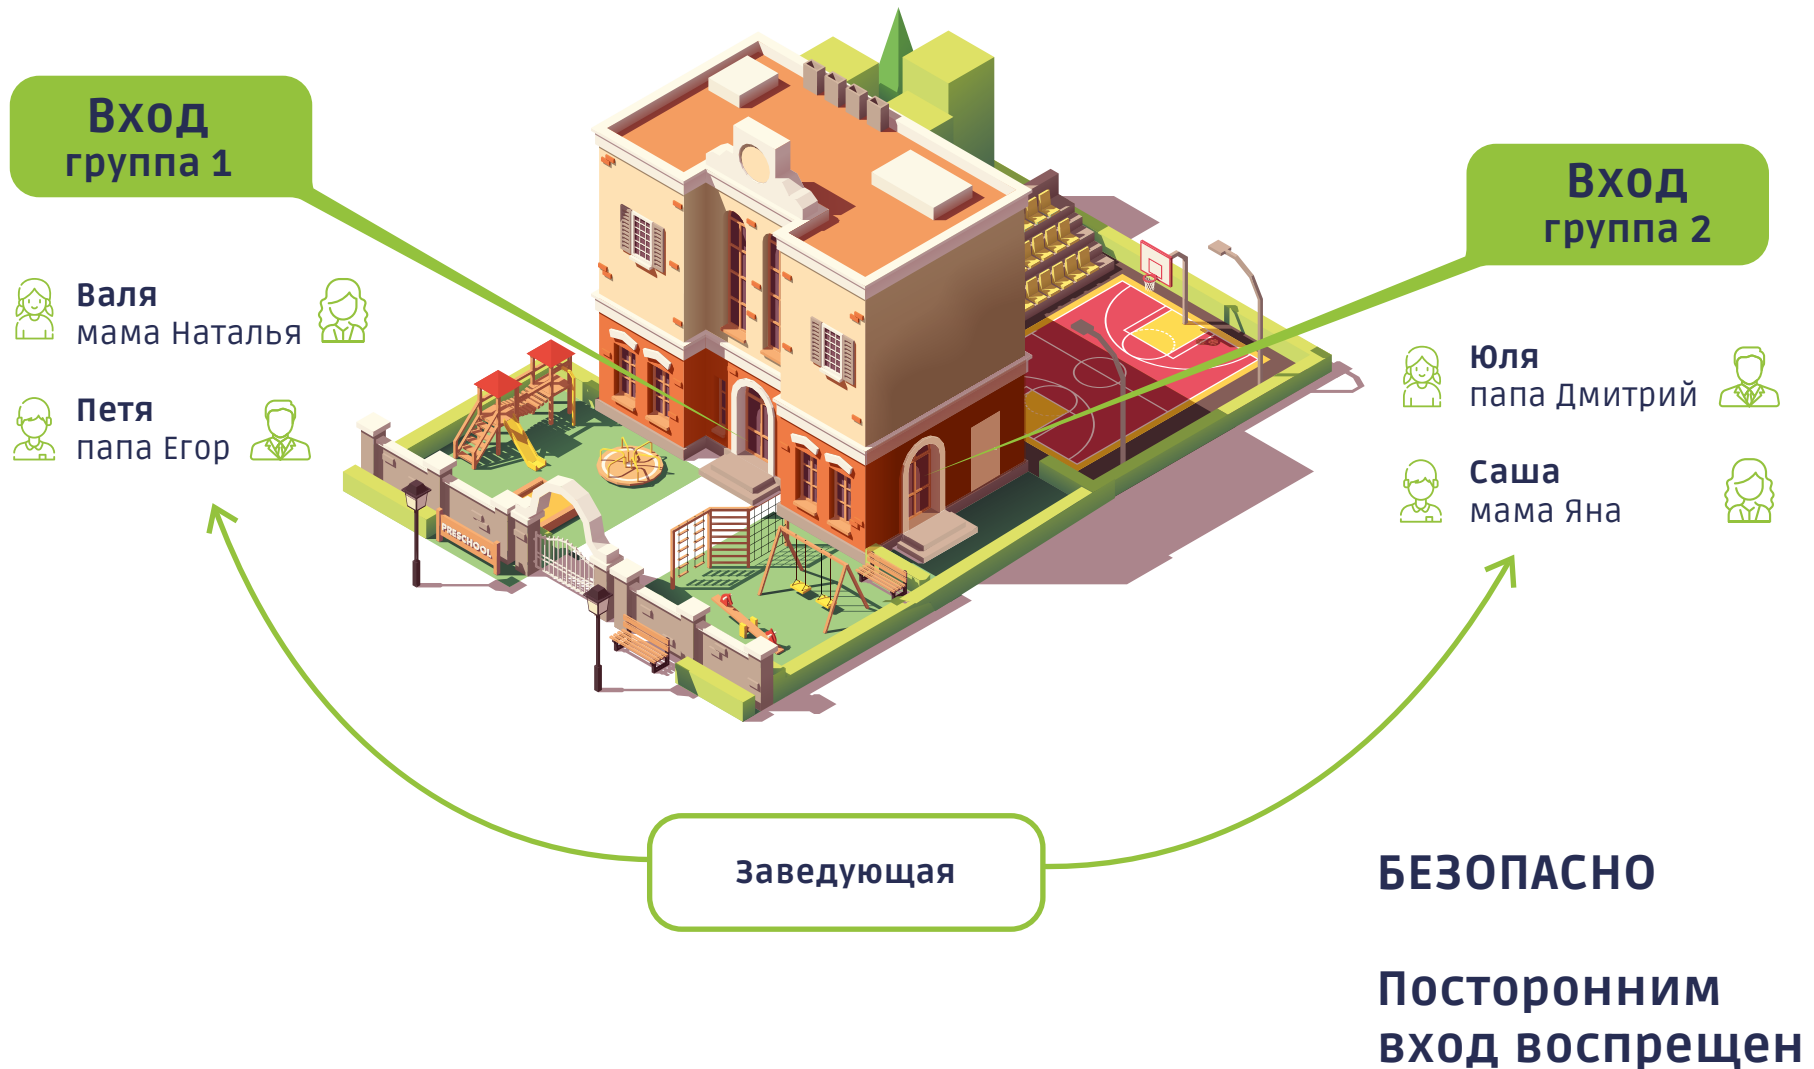 Вход
группа 1
Валя
мама Наталья
Петя
папа Егор
Вход
группа 2
Юля
папа Дмитрий
Саша
мама Яна
PRESCHOOL
Заведующая
БЕЗОПАСНО
Посторонним
вход воспрещен